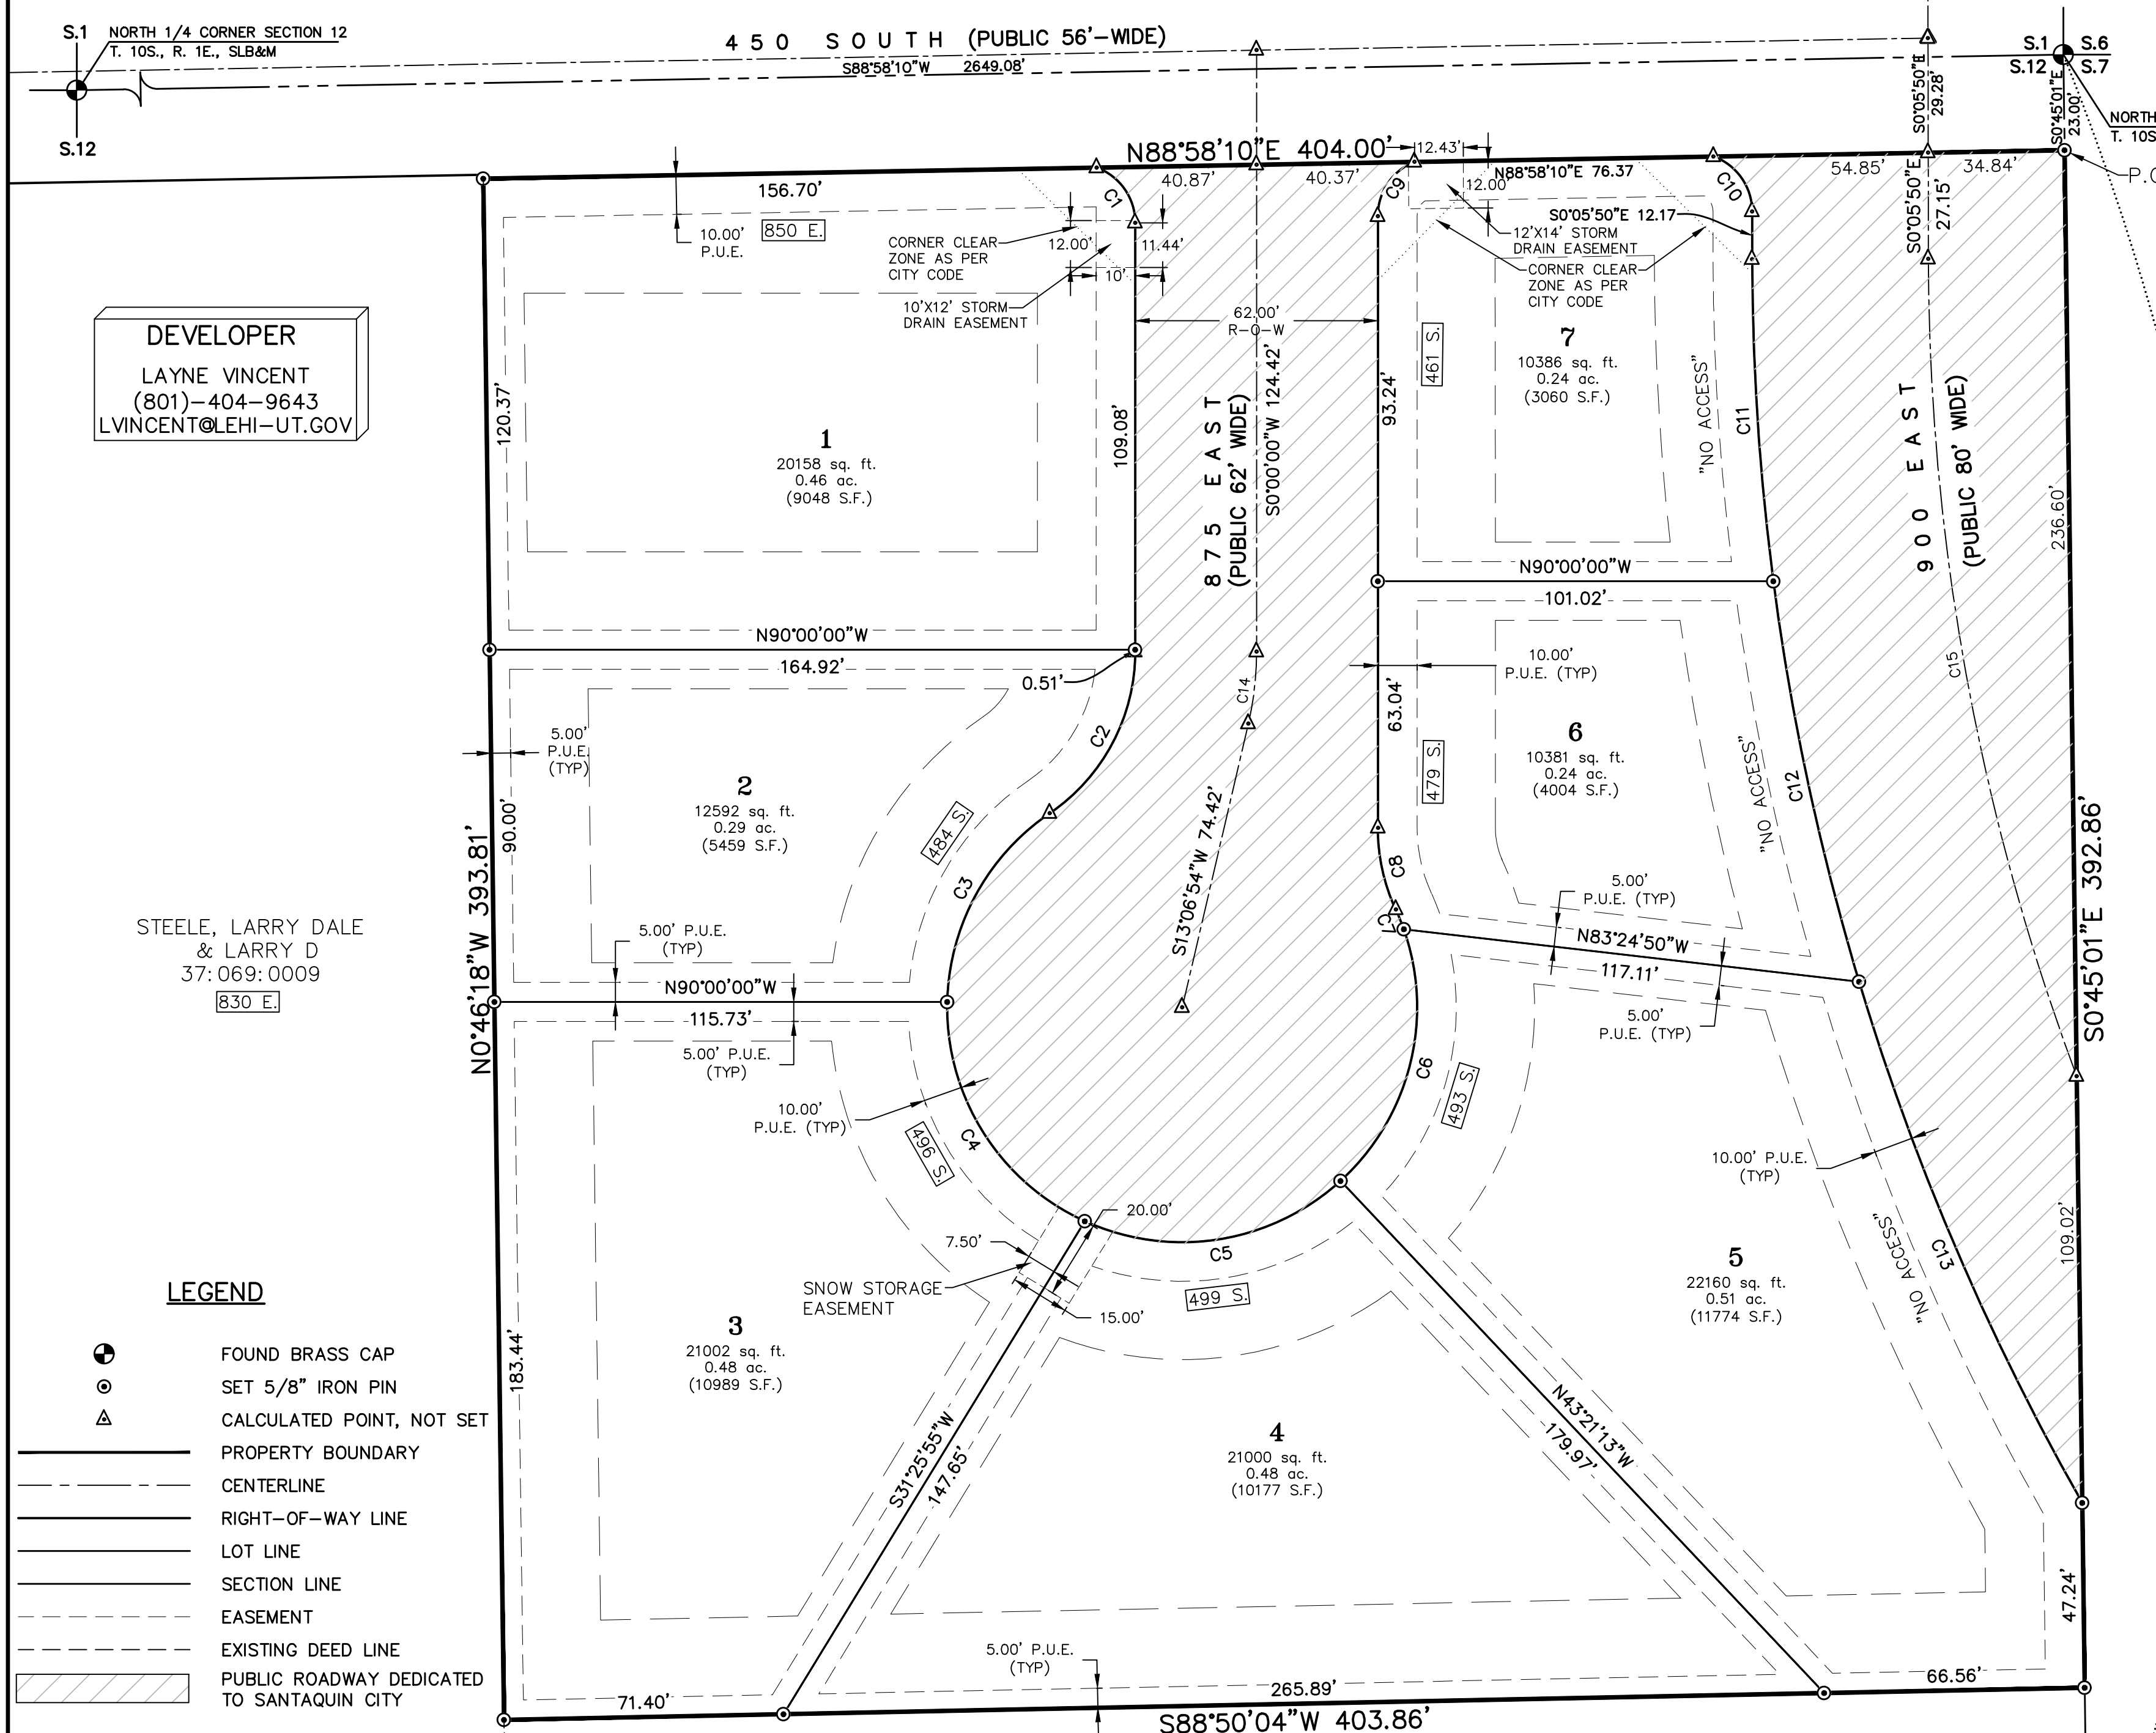 S.1
NORTH 1/4 CORNER SECTION 12
T. 10S., R. 1E., SLB&M
S.12
450 SOUTH (PUBLIC 56'-WIDE)
S88°58'10"W 2649.08'
S.1 S.6
S.12 S.7
NORTH
T. 10S
S0°45'01"E
23.00'
S0°05'50"E
29.28'
N88°58'10"E 404.00'
156.70'
40.87'
40.37'
12.43'
12.00'
N88°58'10"E 76.37
54.85'
34.84'
S0°05'50"E
27.15'
10.00'
P.U.E.
850 E.
C1
C9
C10
S0°05'50"E 12.17
CORNER CLEAR
ZONE AS PER
CITY CODE
12.00'
11.44'
10'
10'X12' STORM
DRAIN EASEMENT
12'X14' STORM
DRAIN EASEMENT
CORNER CLEAR
ZONE AS PER
CITY CODE
62.00'
R-O-W
DEVELOPER
LAYNE VINCENT
(801)-404-9643
LVINCENT@LEHI-UT.GOV
120.37'
1
20158 sq. ft.
0.46 ac.
(9048 S.F.)
109.08'
875 EAST
(PUBLIC 62' WIDE)
S0°00'00"W 124.42'
93.24'
461 S.
7
10386 sq. ft.
0.24 ac.
(3060 S.F.)
"NO ACCESS"
C11
900 EAST
(PUBLIC 80' WIDE)
236.60'
N90°00'00"W
101.02'
N90°00'00"W
164.92'
0.51'
C14
C15
10.00'
P.U.E. (TYP)
63.04'
5.00'
P.U.E.
(TYP)
C2
2
12592 sq. ft.
0.29 ac.
(5459 S.F.)
90.00'
484 S.
C3
S13°06'54"W 74.42'
479 S.
6
10381 sq. ft.
0.24 ac.
(4004 S.F.)
"NO ACCESS"
C12
C8
C7
5.00'
P.U.E. (TYP)
N83°24'50"W
117.11'
5.00'
P.U.E. (TYP)
N0°46'18"W 393.81'
S0°45'01"E 392.86'
STEELE, LARRY DALE
& LARRY D
37:069:0009
830 E.
5.00' P.U.E.
(TYP)
N90°00'00"W
115.73'
5.00' P.U.E.
(TYP)
10.00'
P.U.E. (TYP)
C4
496 S.
C6
493 S.
10.00' P.U.E.
(TYP)
"NO ACCESS"
C13
109.02'
20.00'
7.50'
SNOW STORAGE
EASEMENT
15.00'
C5
499 S.
5
22160 sq. ft.
0.51 ac.
(11774 S.F.)
3
21002 sq. ft.
0.48 ac.
(10989 S.F.)
183.44'
S31°25'55"W
147.65'
4
21000 sq. ft.
0.48 ac.
(10177 S.F.)
N43°21'13"W
179.97'
47.24'
5.00' P.U.E.
(TYP)
71.40'
265.89'
66.56'
S88°50'04"W 403.86'
LEGEND
FOUND BRASS CAP
SET 5/8" IRON PIN
CALCULATED POINT, NOT SET
PROPERTY BOUNDARY
CENTERLINE
RIGHT-OF-WAY LINE
LOT LINE
SECTION LINE
EASEMENT
EXISTING DEED LINE
PUBLIC ROADWAY DEDICATED
TO SANTAQUIN CITY